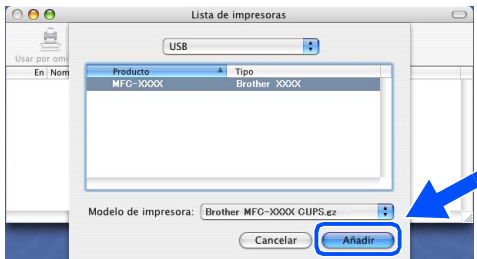 Lista de impresoras
USB
Usar por omi
En Nom
Producto Tipo
MFC-XXXX Brother XXXX
Modelo de impresora: Brother MFC-XXXX CUPS.gz
Cancelar Añadir